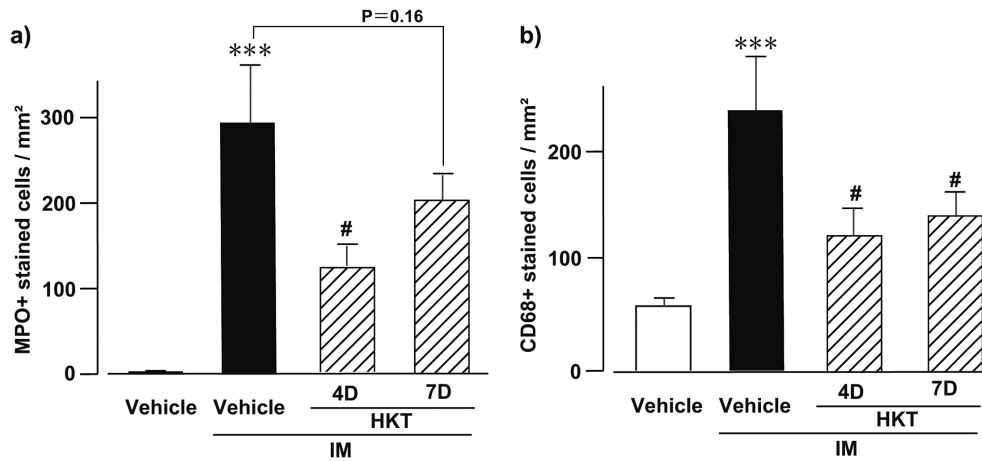 a)
P=0.16
MPO+ stained cells / mm²
300
200
100
0
***
#
Vehicle
Vehicle
4D
7D
HKT
IM
b)
CD68+ stained cells / mm²
200
100
0
***
#
#
Vehicle
Vehicle
4D
7D
HKT
IM